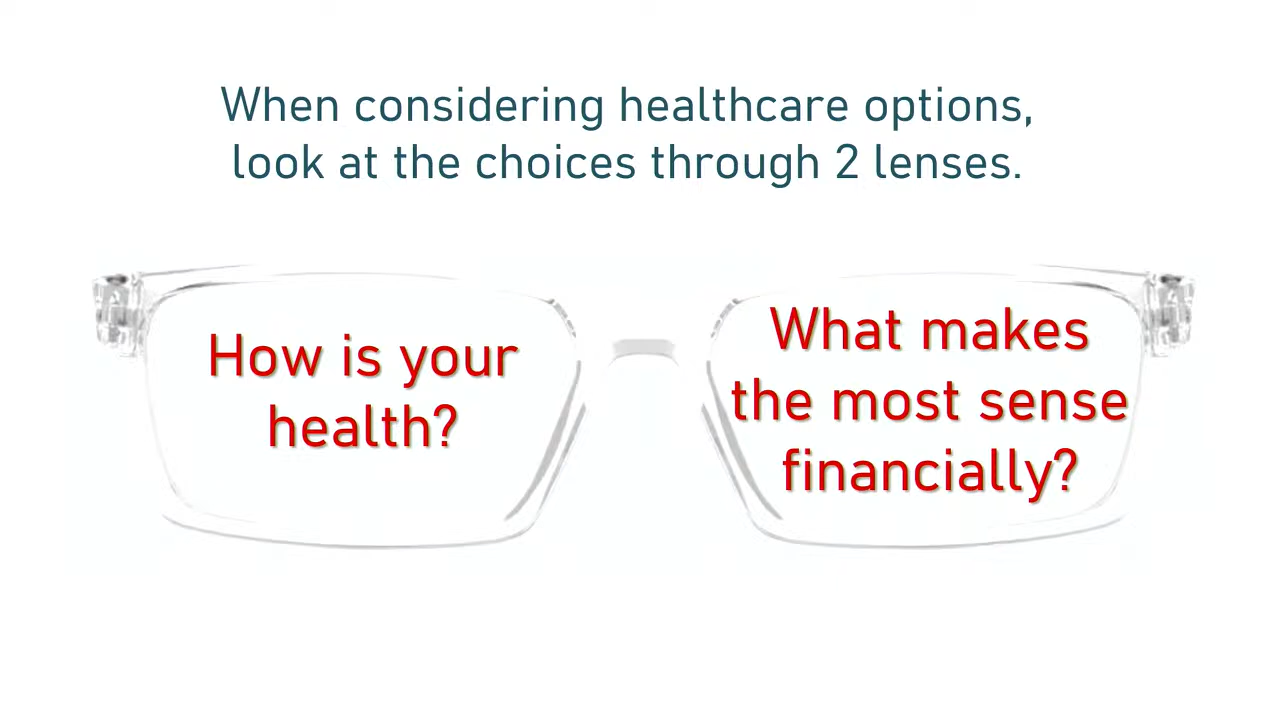 When considering healthcare options,
look at the choices through 2 lenses.
How is your
health?
What makes
the most sense
financially?